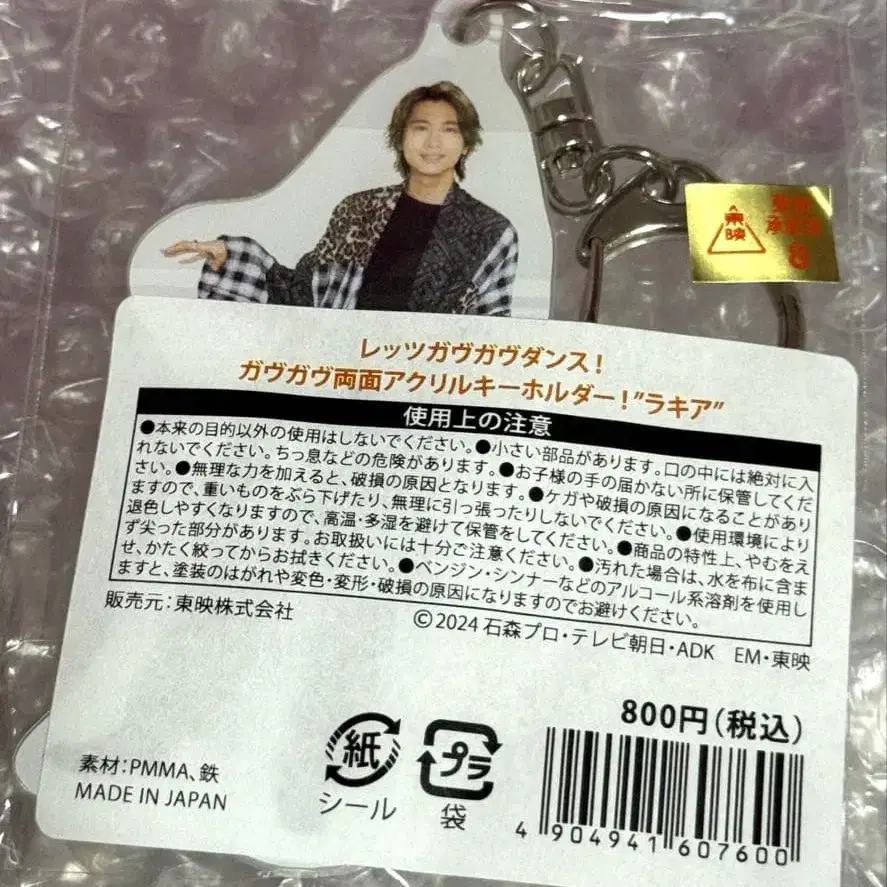 東映
8
レッツガヴガヴダンス！
ガヴガヴ両面アクリルキーホルダー！”ラキア”
使用上の注意
●本来の目的以外の使用はしないでください。●小さい部品があります。口の中には絶対に入
れないでください。ちっ息などの危険があります。●お子様の手の届かない所に保管してくだ
さい。●無理な力を加えると、破損の原因となります。●ケガや破損の原因になることがあり
ますので、重いものをぶら下げたり、無理に引っ張ったりしないでください。●使用環境により
退色しやすくなりますので、高温・多湿を避けて保管をしてください。●商品の特性上、やむをえ
ず尖った部分があります。お取扱いには十分ご注意ください。●汚れた場合は、水を布に含ま
せ、かたく絞ってからお拭きください。●ベンジン・シンナーなどのアルコール系溶剤を使用し
ますと、塗装のはがれや変色・変形・破損の原因になりますのでお避けください。
販売元：東映株式会社
©2024 石森プロ・テレビ朝日・ADK EM・東映
800円（税込）
紙
シール
プラ
袋
素材：PMMA、鉄
MADE IN JAPAN
4 904941 607600